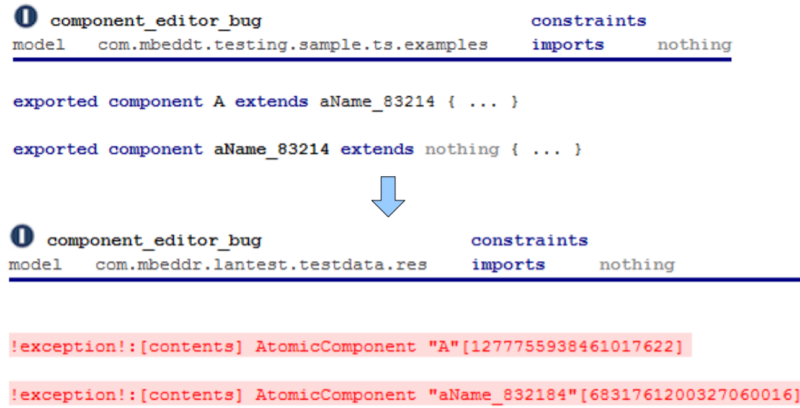 component_editor_bug constraints
model com.mbeddt.testing.sample.ts.examples imports nothing
exported component A extends aName_83214 { ... }
exported component aName_83214 extends nothing { ... }
component_editor_bug constraints
model com.mbeddr.lantest.testdata.res imports nothing
!exception!:[contents] AtomicComponent "A"[1277755938461017622]
!exception!:[contents] AtomicComponent "aName_832184"[6831761200327060016]